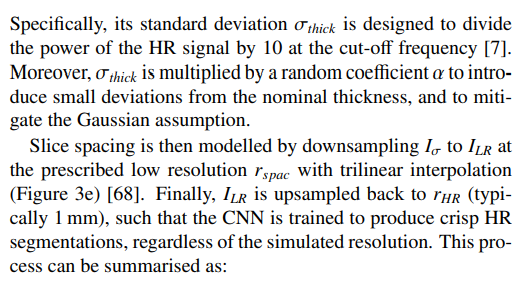 Specifically, its standard deviation σthick is designed to divide
the power of the HR signal by 10 at the cut-off frequency [7].
Moreover, σthick is multiplied by a random coefficient α to intro-
duce small deviations from the nominal thickness, and to miti-
gate the Gaussian assumption.
Slice spacing is then modelled by downsampling Iσ to ILR at
the prescribed low resolution rspac with trilinear interpolation
(Figure 3e) [68]. Finally, ILR is upsampled back to rHR (typi-
cally 1 mm), such that the CNN is trained to produce crisp HR
segmentations, regardless of the simulated resolution. This pro-
cess can be summarised as: